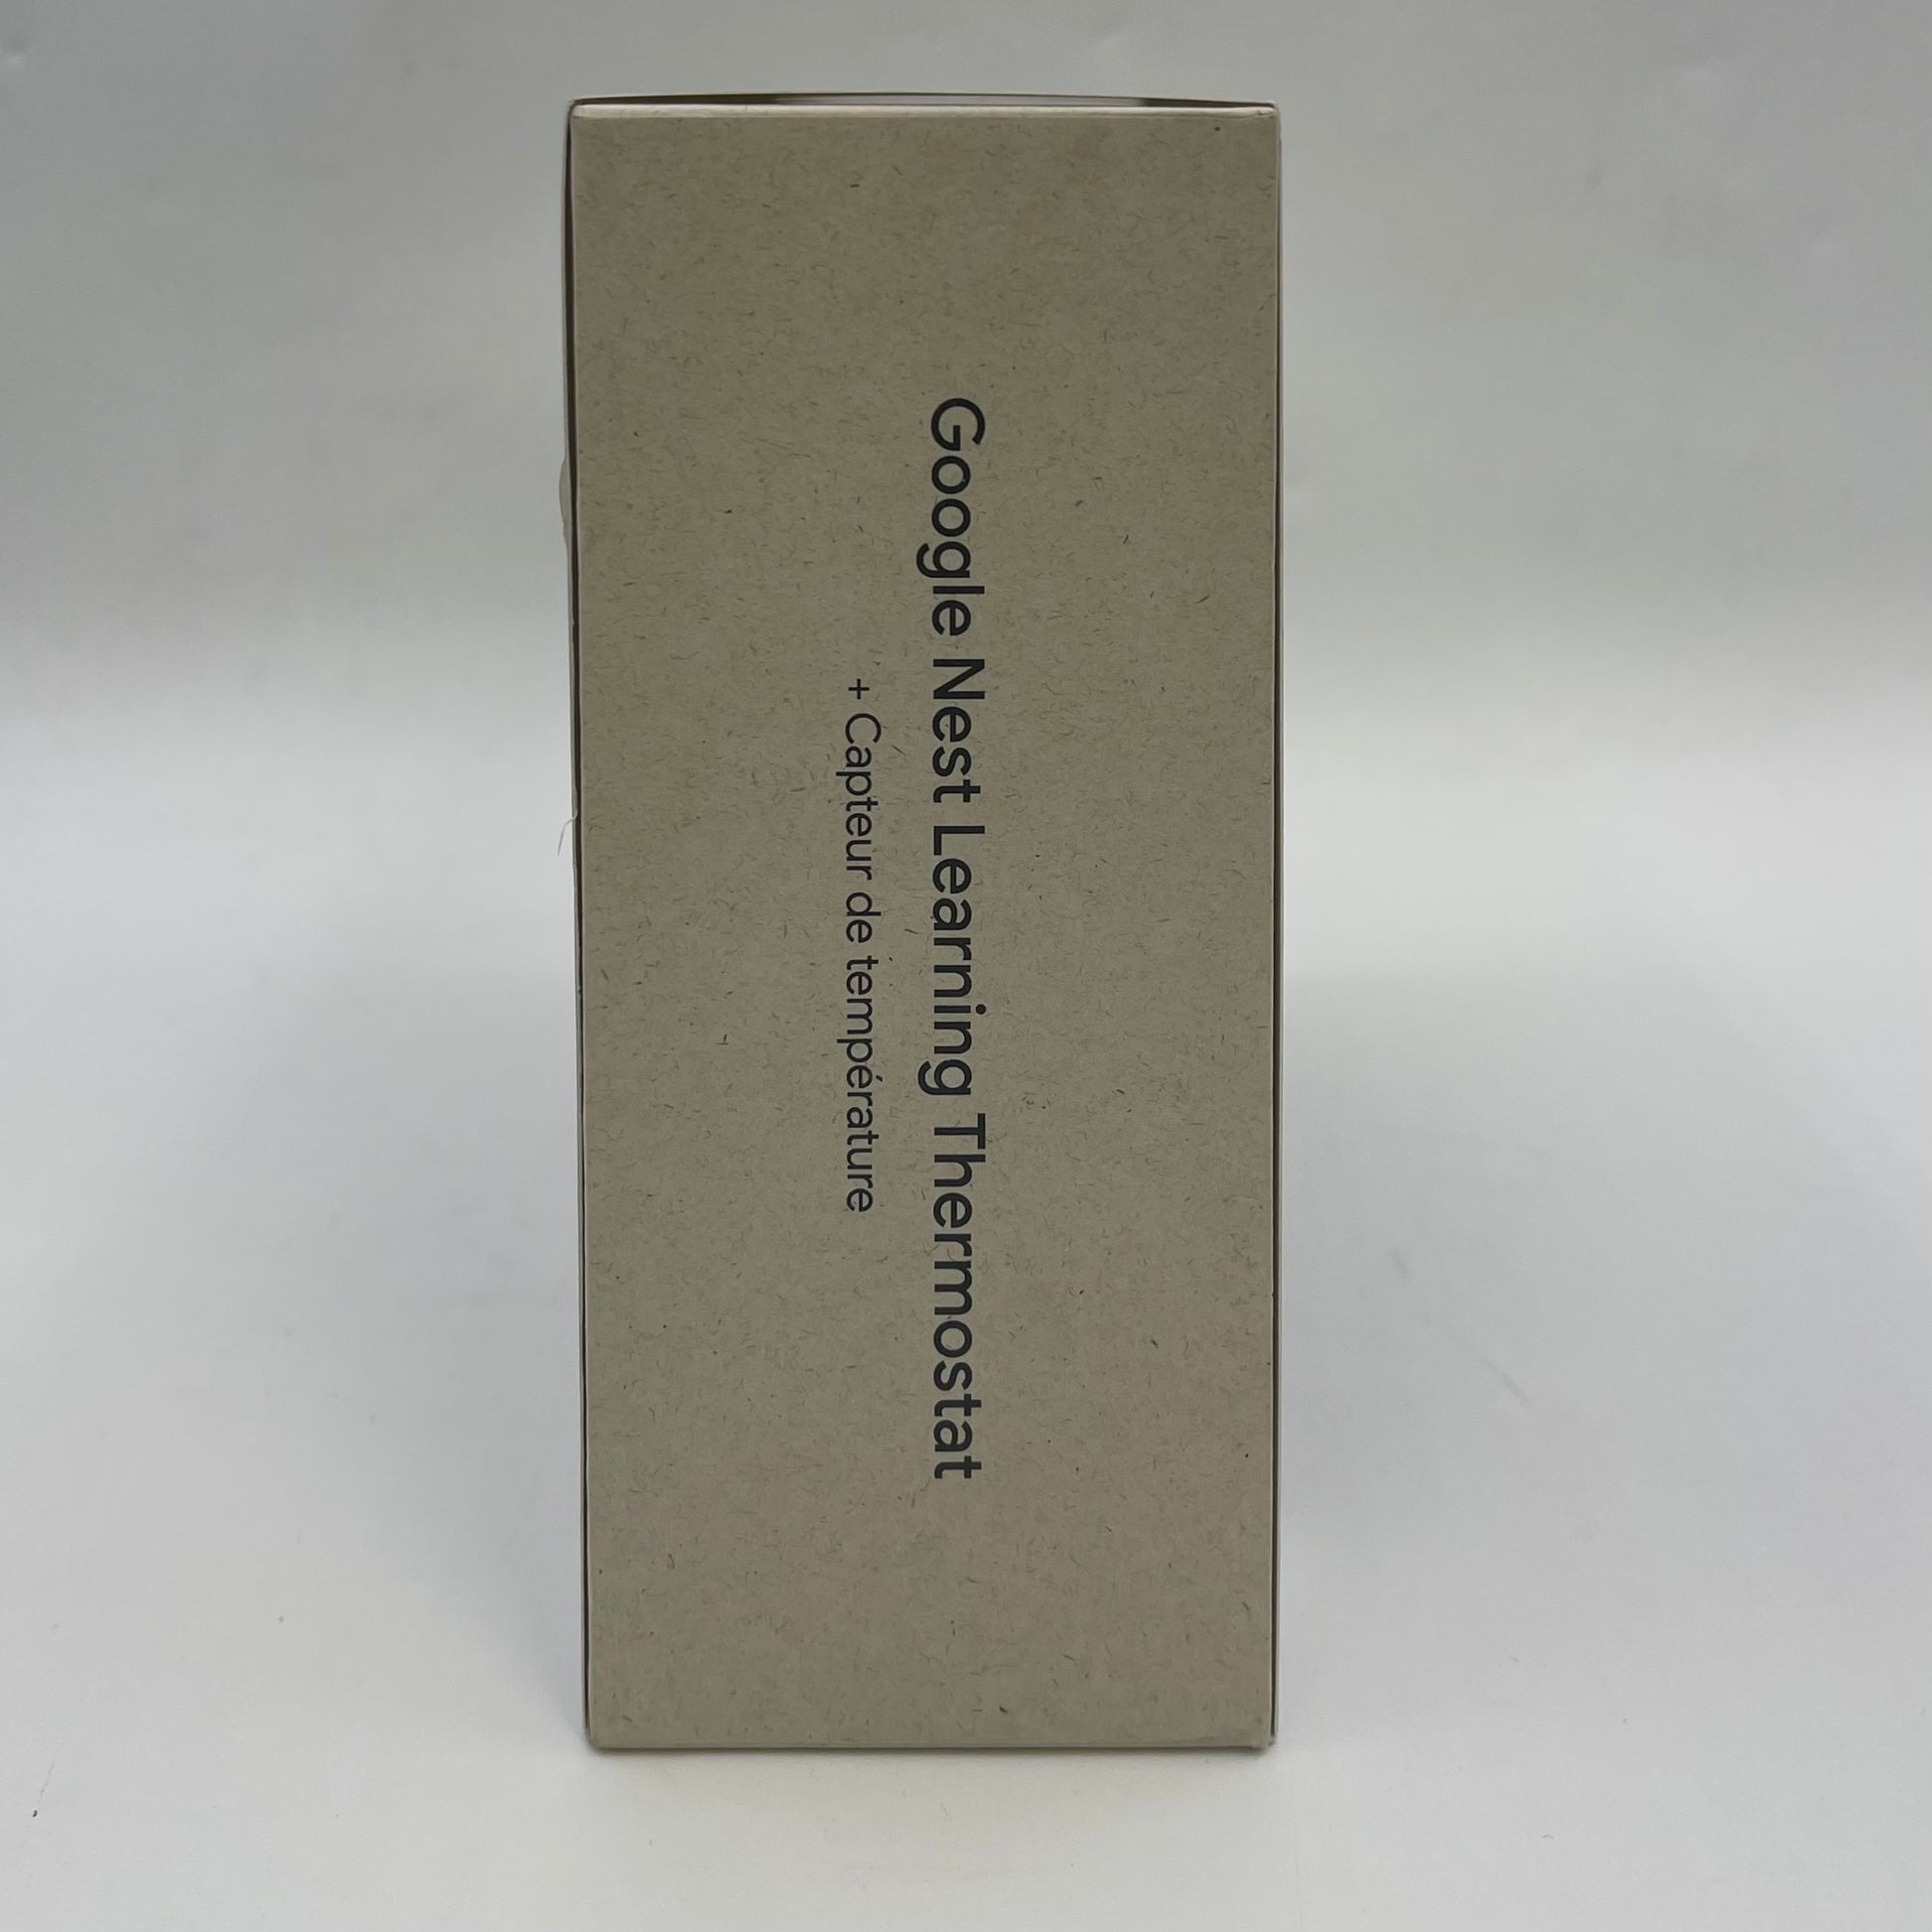 Google Nest Learning Thermostat
+ Capteur de température